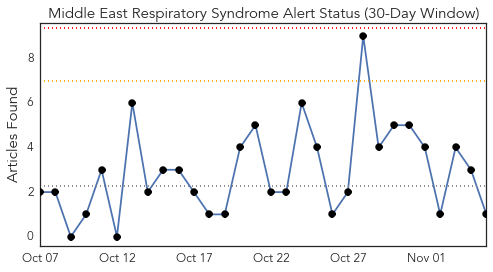 Middle East Respiratory Syndrome Alert Status (30-Day Window)
Articles Found
8
6
4
2
0
Oct 07 Oct 12 Oct 17 Oct 22 Oct 27 Nov 01